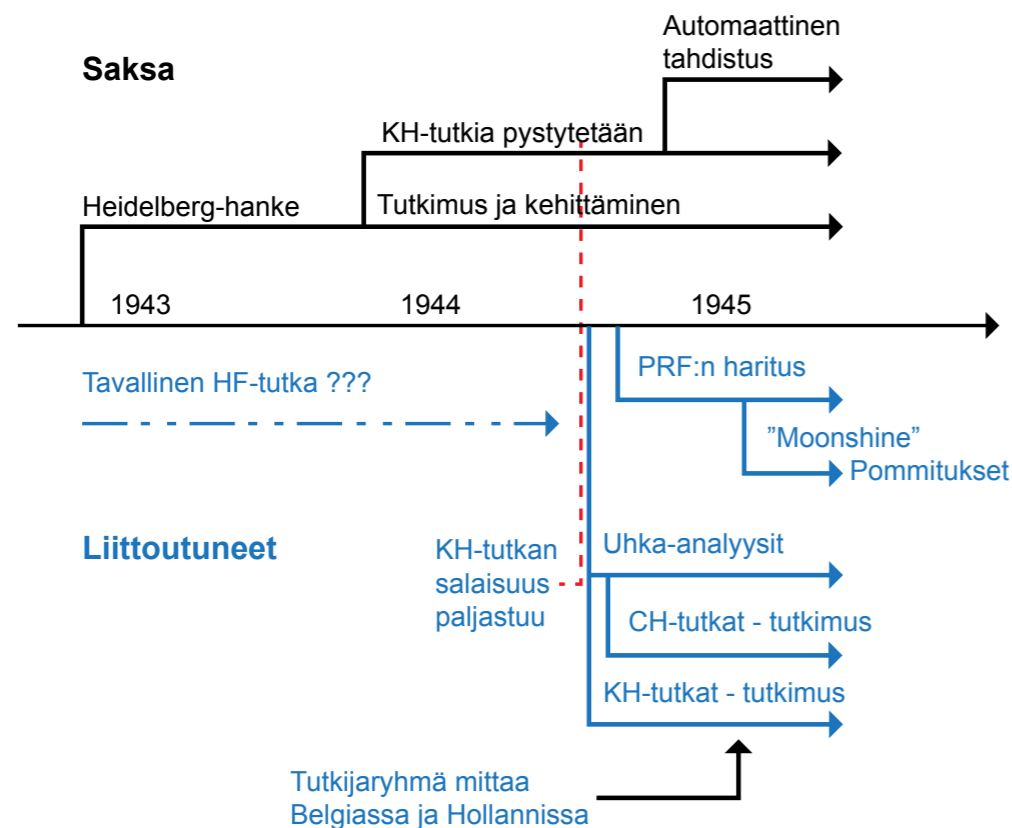 Automaattinen
tahdistus
Saksa
KH-tutkia pystytetään
Heidelberg-hanke
Tutkimus ja kehittäminen
1943
1944
1945
PRF:n haritus
Tavallinen HF-tutka ???
”Moonshine”
Pommitukset
Liittoutuneet
KH-tutkan
salaisuus
paljastuu
Uhka-analyysit
CH-tutkat - tutkimus
KH-tutkat - tutkimus
Tutkijaryhmä mittaa
Belgiassa ja Hollannissa